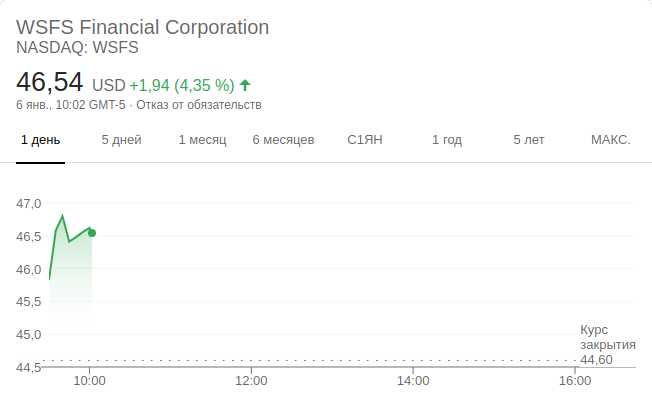 WSFS Financial Corporation
NASDAQ: WSFS
46,54 USD +1,94 (4,35 %)
6 янв., 10:02 GMT-5 · Отказ от обязательств
1 день 5 дней 1 месяц 6 месяцев С1ЯН 1 год 5 лет МАКС.
47,0
46,5
46,0
45,5
45,0
44,5
Курс
закрытия
44,60
10:00 12:00 14:00 16:00